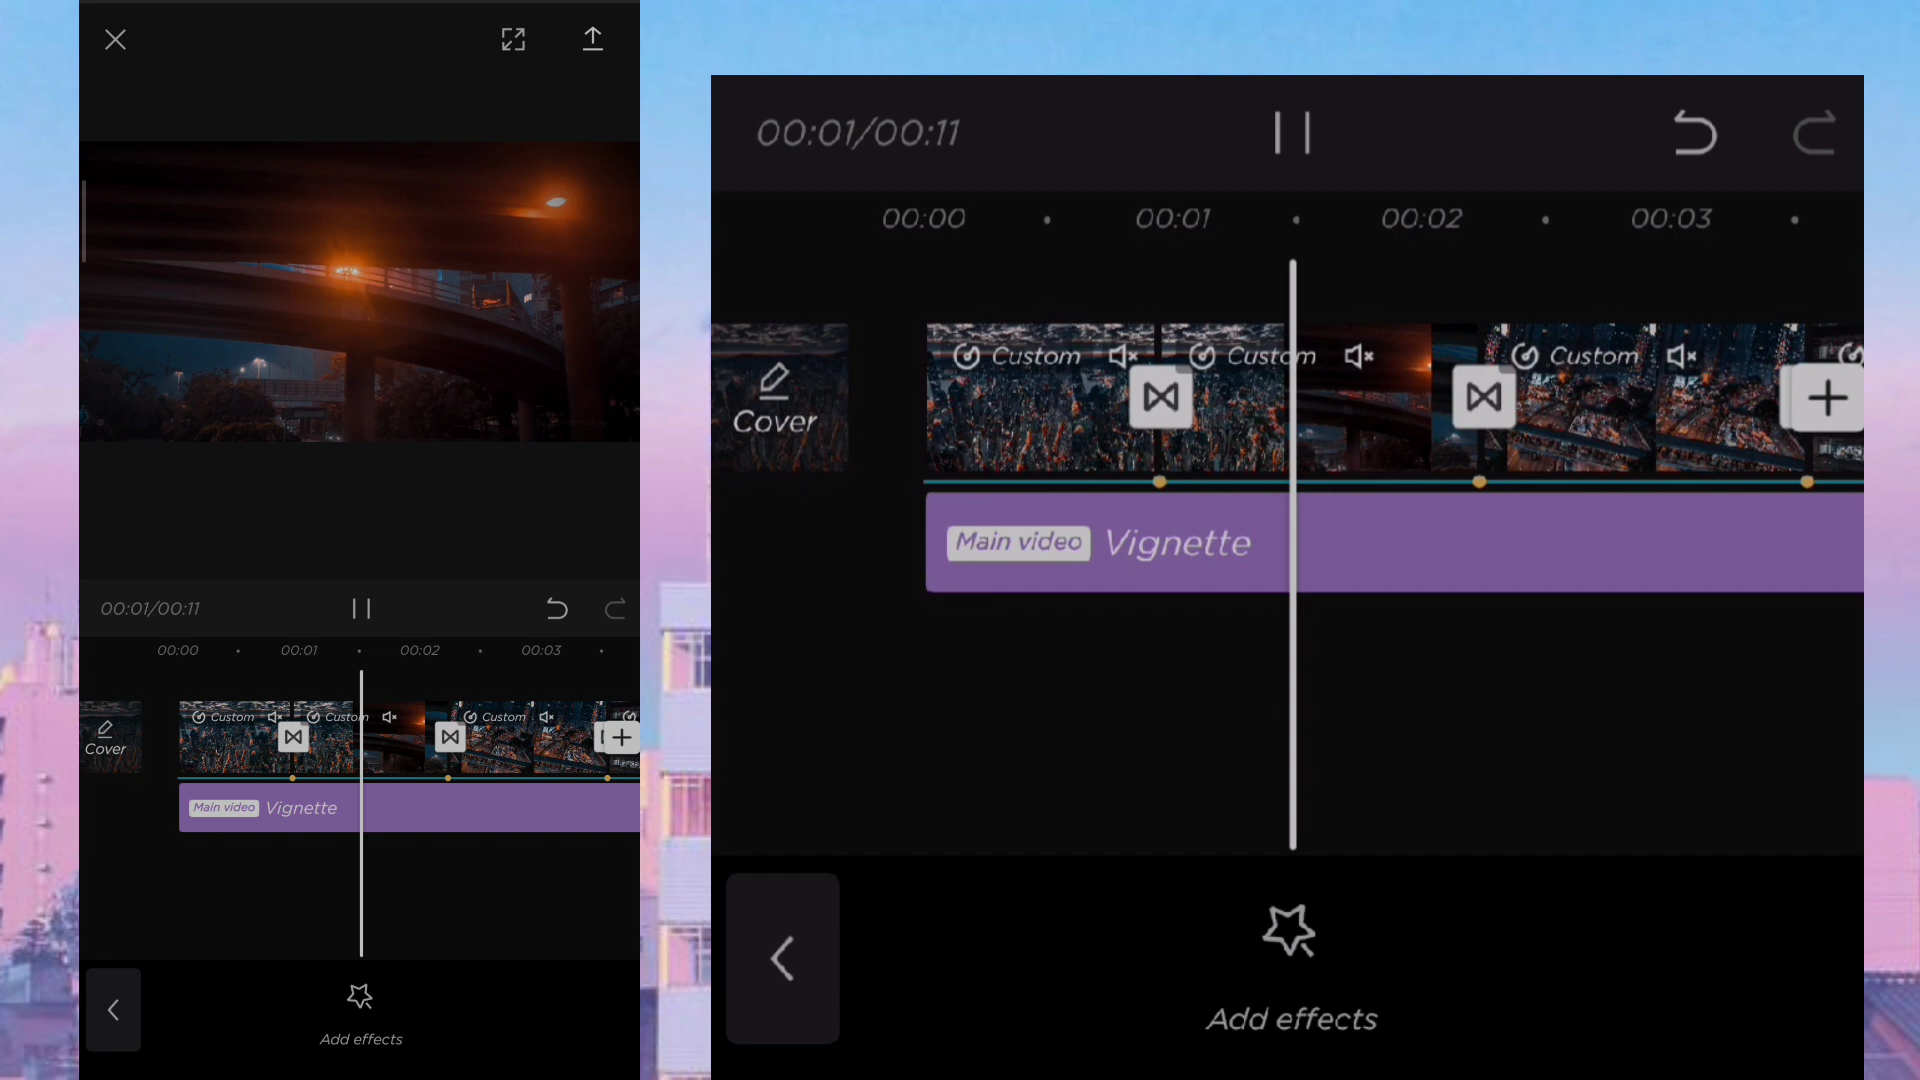 00:01/00:11
00:00 00:01 00:02 00:03
Custom Custom Custom
Cover
Main video Vignette
Add effects
00:01/00:11
00:00 00:01 00:02 00:03
Custom Custom Custom
Cover
Main video Vignette
Add effects